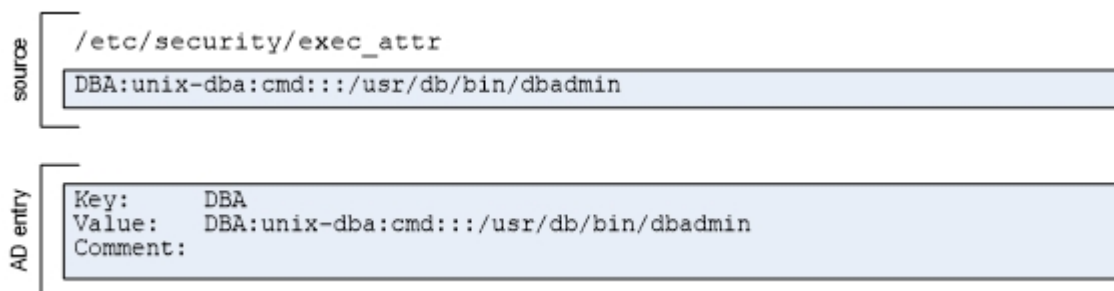 source
/etc/security/exec_attr
DBA:unix-dba:cmd:::/usr/db/bin/dbadmin
AD entry
Key: DBA
Value: DBA:unix-dba:cmd:::/usr/db/bin/dbadmin
Comment: